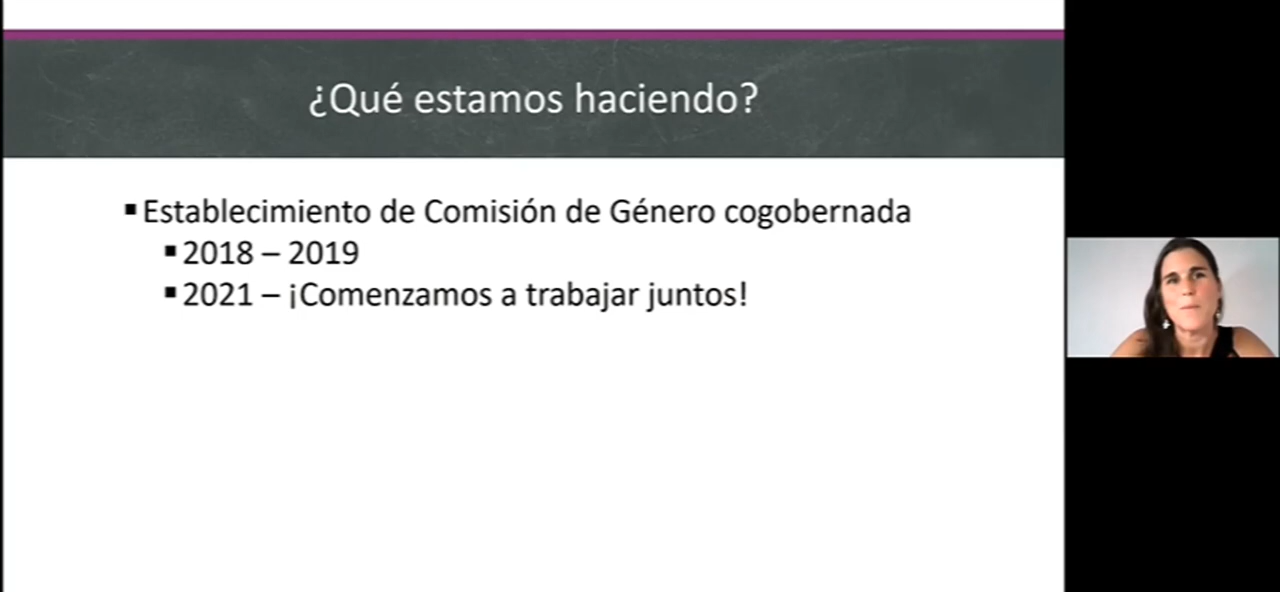 ¿Qué estamos haciendo?
▪Establecimiento de Comisión de Género cogobernada
▪2018 – 2019
▪2021 – ¡Comenzamos a trabajar juntos!